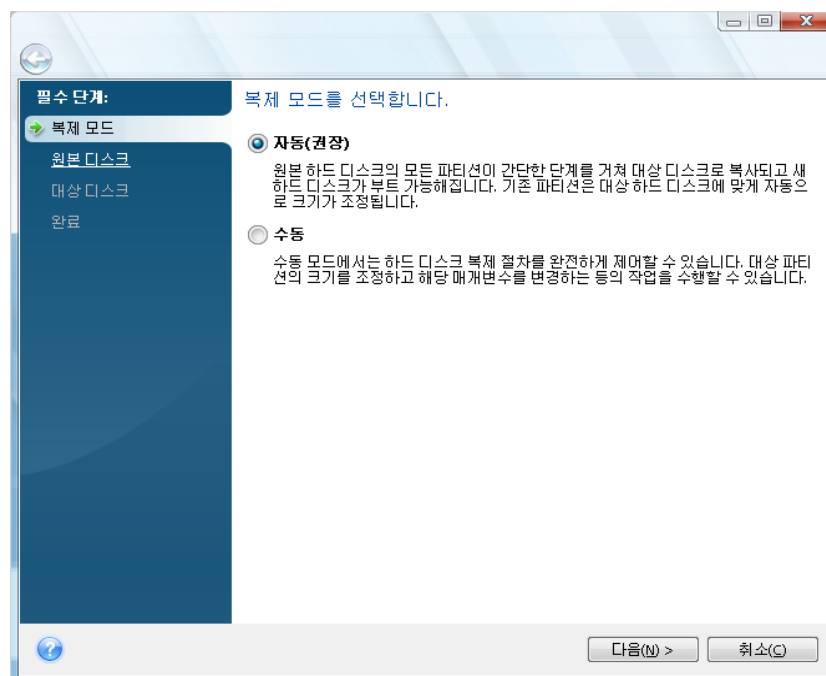 필수 단계:
복제 모드
원본 디스크
대상 디스크
완료
복제 모드를 선택합니다.
자동(권장)
원본 하드 디스크의 모든 파티션이 간단한 단계를 거쳐 대상 디스크로 복사되고 새
하드 디스크가 부트 가능해집니다. 기존 파티션은 대상 하드 디스크에 맞게 자동으
로 크기가 조정됩니다.
수동
수동 모드에서는 하드 디스크 복제 절차를 완전하게 제어할 수 있습니다. 대상 파티
션의 크기를 조정하고 해당 매개변수를 변경하는 등의 작업을 수행할 수 있습니다.
다음(N) >
취소(C)